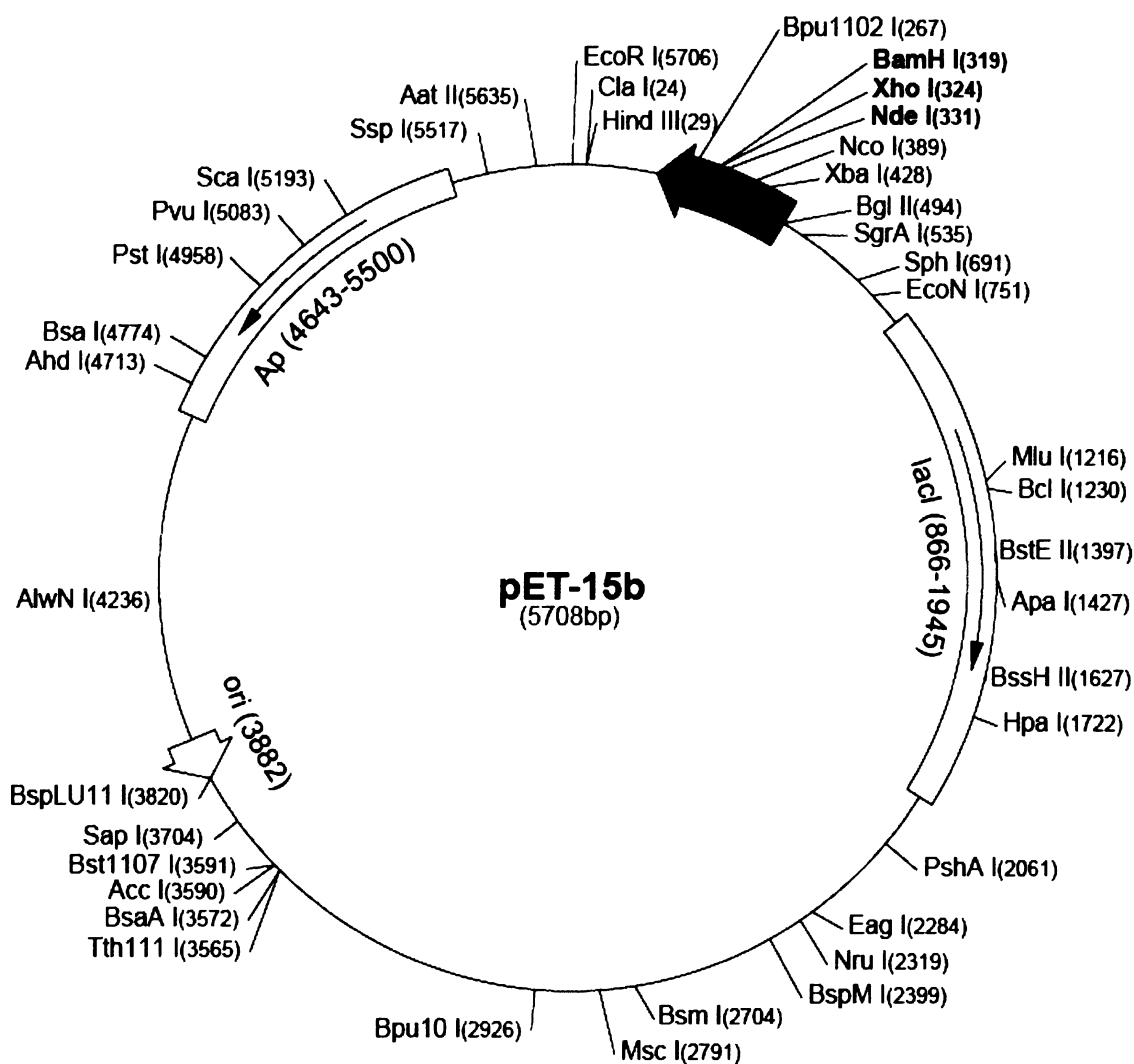 EcoR I(5706)
Cla I(24)
Hind III(29)
Bpu1102 I(267)
BamH I(319)
Xho I(324)
Nde I(331)
Nco I(389)
Xba I(428)
Bgl II(494)
SgrA I(535)
Sph I(691)
EcoN I(751)
lacI (866-1945)
Mlu I(1216)
Bcl I(1230)
BstE II(1397)
Apa I(1427)
BssH II(1627)
Hpa I(1722)
PshA I(2061)
Eag I(2284)
Nru I(2319)
BspM I(2399)
Bsm I(2704)
Msc I(2791)
Bpu10 I(2926)
Tth111 I(3565)
BsaA I(3572)
Acc I(3590)
Bst1107 I(3591)
Sap I(3704)
BspLU11 I(3820)
ori (3882)
AlwN I(4236)
Ahd I(4713)
Bsa I(4774)
Ap (4643-5500)
Pst I(4958)
Pvu I(5083)
Sca I(5193)
Ssp I(5517)
Aat II(5635)
pET-15b
(5708bp)